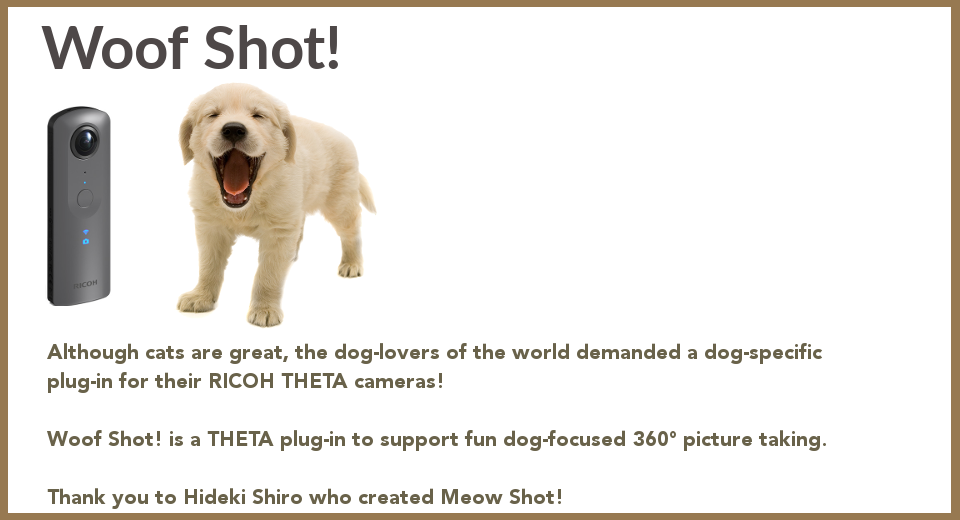 Woof Shot!
RICOH
Although cats are great, the dog-lovers of the world demanded a dog-specific
plug-in for their RICOH THETA cameras!
Woof Shot! is a THETA plug-in to support fun dog-focused 360° picture taking.
Thank you to Hideki Shiro who created Meow Shot!